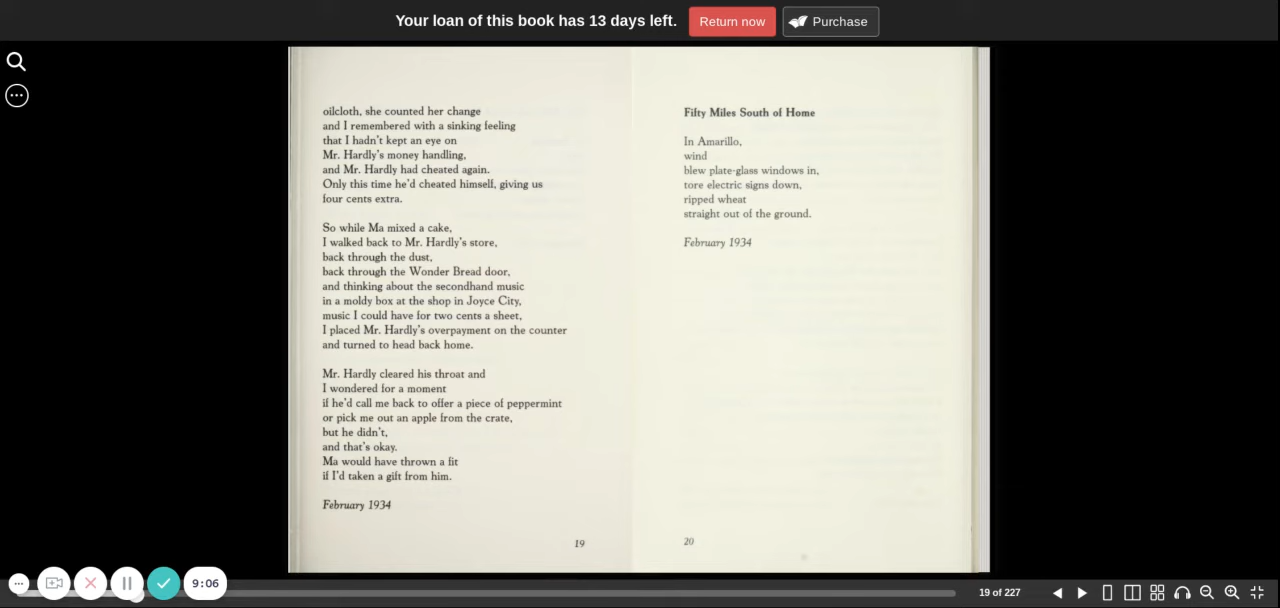 Your loan of this book has 13 days left. Return now Purchase
oilcloth, she counted her change
and I remembered with a sinking feeling
that I hadn't kept an eye on
Mr. Hardly's money handling,
and Mr. Hardly had cheated again.
Only this time he'd cheated himself, giving us
four cents extra.
So while Ma mixed a cake,
I walked back to Mr. Hardly's store,
back through the dust,
back through the Wonder Bread door,
and thinking about the secondhand music
in a moldy box at the shop in Joyce City,
music I could have for two cents a sheet,
I placed Mr. Hardly's overpayment on the counter
and turned to head back home.
Mr. Hardly cleared his throat and
I wondered for a moment
if he'd call me back to offer a piece of peppermint
or pick me out an apple from the crate,
but he didn't,
and that's okay.
Ma would have thrown a fit
if I'd taken a gift from him.
February 1934
19
Fifty Miles South of Home
In Amarillo,
wind
blew plate-glass windows in,
tore electric signs down,
ripped wheat
straight out of the ground.
February 1934
20
9:06
19 of 227